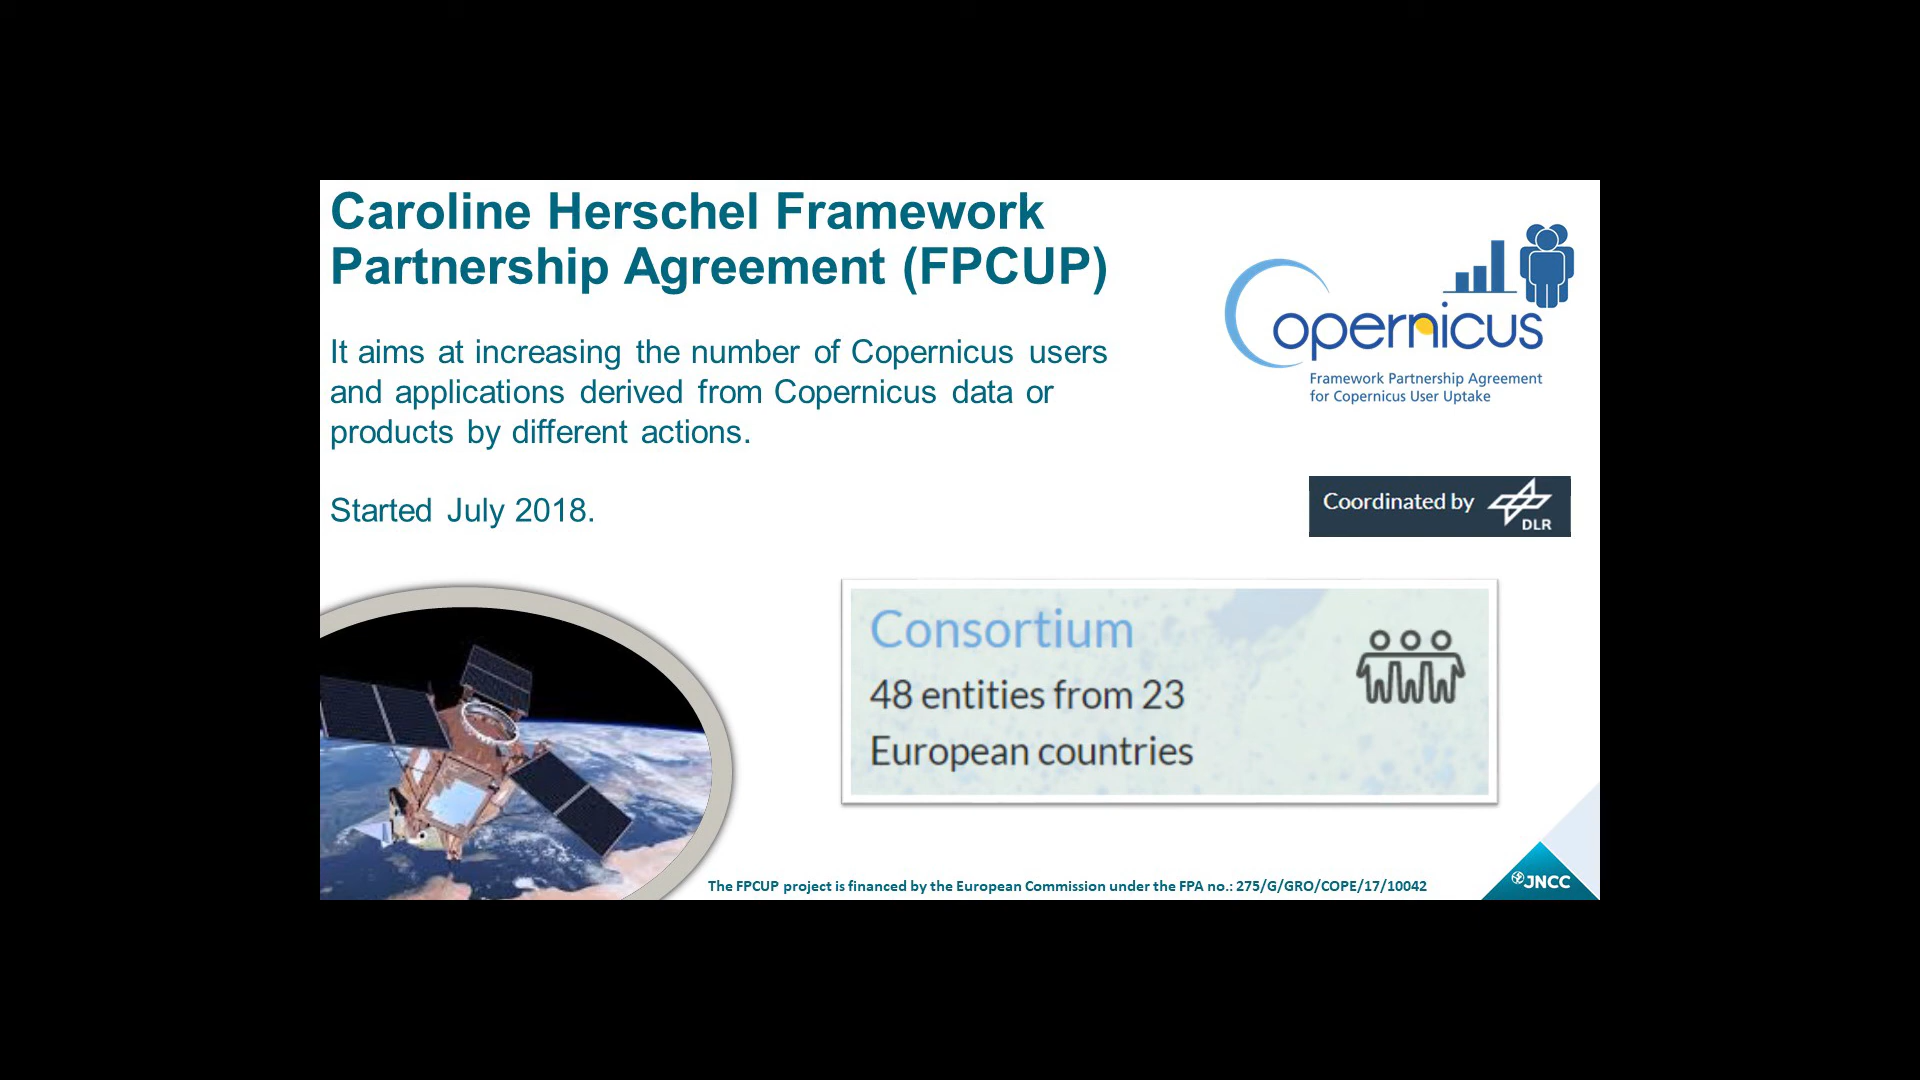 Caroline Herschel Framework
Partnership Agreement (FPCUP)
It aims at increasing the number of Copernicus users
and applications derived from Copernicus data or
products by different actions.
Started July 2018.
Copernicus
Framework Partnership Agreement
for Copernicus User Uptake
Coordinated by
DLR
Consortium
48 entities from 23
European countries
The FPCUP project is financed by the European Commission under the FPA no.: 275/G/GRO/COPE/17/10042
JNCC